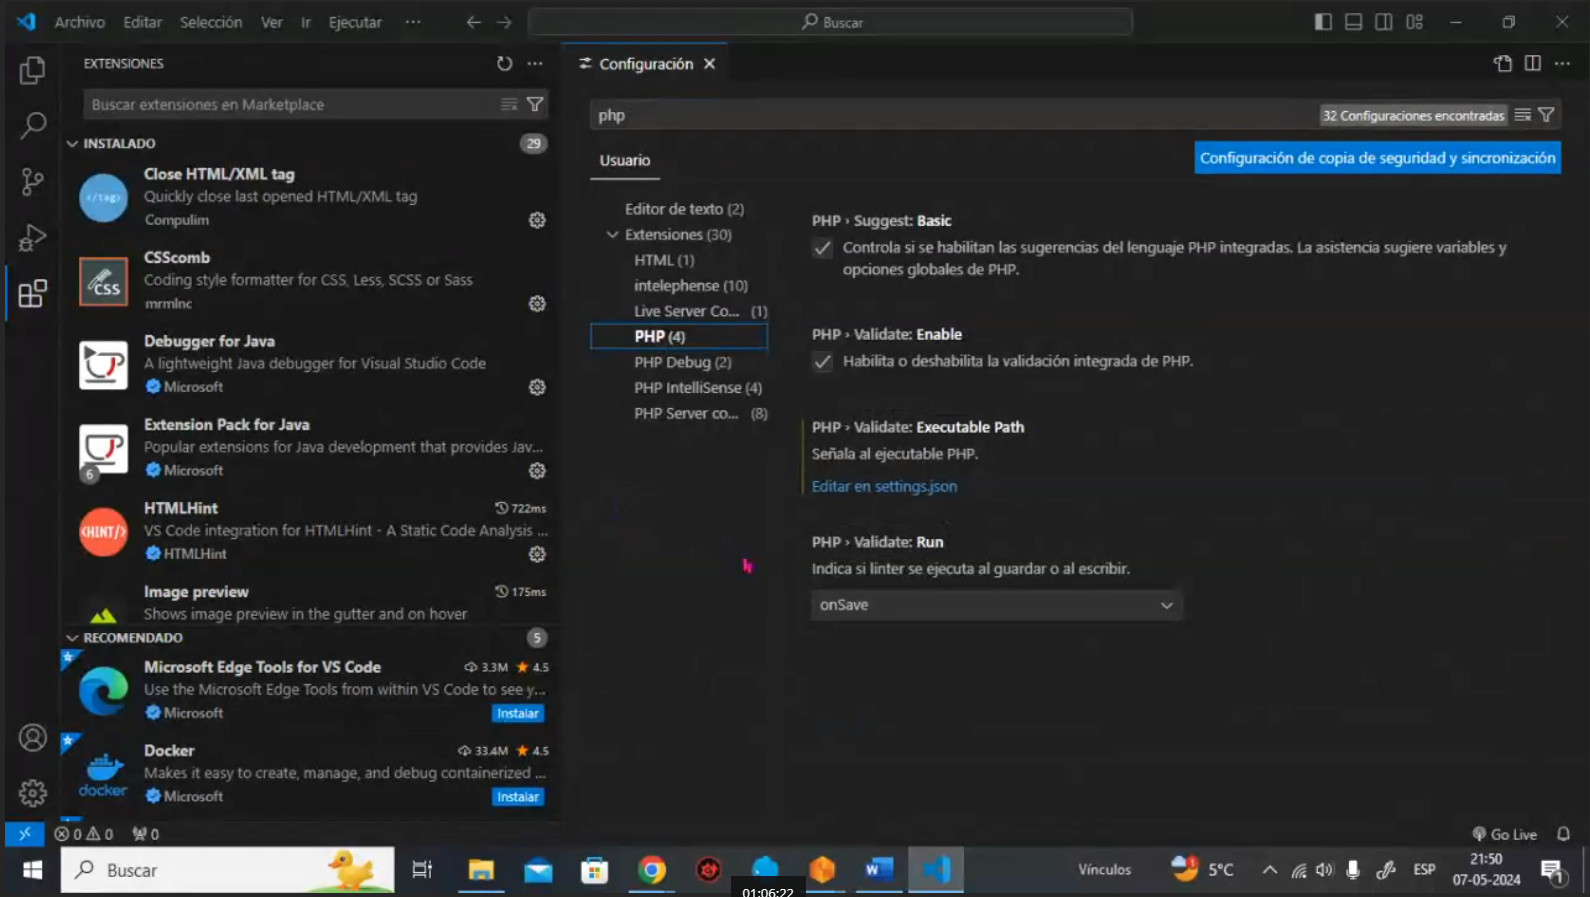 Archivo Editar Selección Ver Ir Ejecutar ··· Buscar
EXTENSIONES
Buscar extensiones en Marketplace
INSTALADO 29
Close HTML/XML tag
Quickly close last opened HTML/XML tag
Compulim
CSScomb
Coding style formatter for CSS, Less, SCSS or Sass
mrmlnc
Debugger for Java
A lightweight Java debugger for Visual Studio Code
Microsoft
Extension Pack for Java
Popular extensions for Java development that provides Jav...
Microsoft
6
HTMLHint 722ms
VS Code integration for HTMLHint - A Static Code Analysis ...
HTMLHint
Image preview 175ms
Shows image preview in the gutter and on hover
RECOMENDADO 5
Microsoft Edge Tools for VS Code 3.3M 4.5
Use the Microsoft Edge Tools from within VS Code to see y...
Microsoft Instalar
Docker 33.4M 4.5
Makes it easy to create, manage, and debug containerized ...
Microsoft Instalar
</tag>
CSS
<HINT/>
docker
Configuración
php
32 Configuraciones encontradas
Usuario
Configuración de copia de seguridad y sincronización
Editor de texto (2)
Extensiones (30)
HTML (1)
intelephense (10)
Live Server Co... (1)
PHP (4)
PHP Debug (2)
PHP IntelliSense (4)
PHP Server co... (8)
PHP › Suggest: Basic
Controla si se habilitan las sugerencias del lenguaje PHP integradas. La asistencia sugiere variables y
opciones globales de PHP.
PHP › Validate: Enable
Habilita o deshabilita la validación integrada de PHP.
PHP › Validate: Executable Path
Señala al ejecutable PHP.
Editar en settings.json
PHP › Validate: Run
Indica si linter se ejecuta al guardar o al escribir.
onSave
0 0 0
Go Live
Buscar
Vínculos
5°C
ESP
21:50
07-05-2024
1
01:06:22